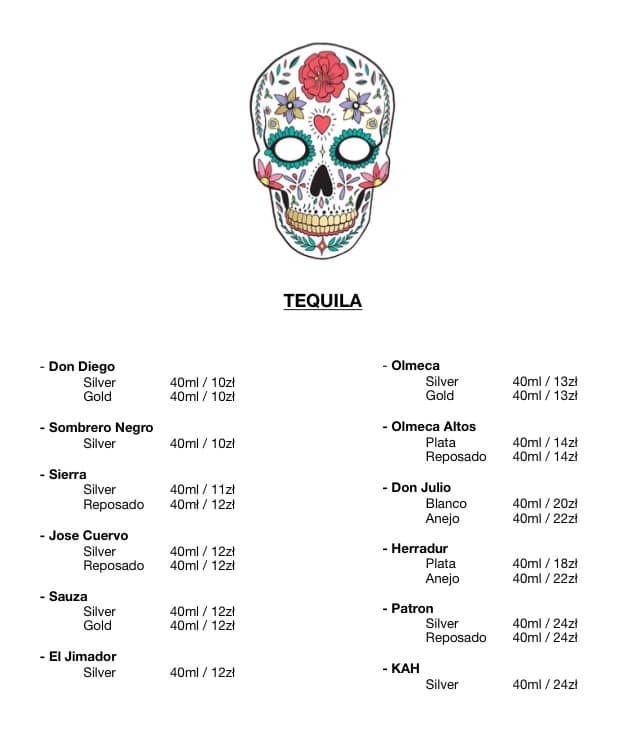 TEQUILA
- Don Diego
Silver 40ml / 10zł
Gold 40ml / 10zł
- Sombrero Negro
Silver 40ml / 10zł
- Sierra
Silver 40ml / 11zł
Reposado 40mł / 12zł
- Jose Cuervo
Silver 40ml / 12zł
Reposado 40ml / 12zł
- Sauza
Silver 40ml / 12zł
Gold 40ml / 12zł
- El Jimador
Silver 40ml / 12zł
- Olmeca
Silver 40ml / 13zł
Gold 40ml / 13zł
- Olmeca Altos
Plata 40ml / 14zł
Reposado 40ml / 14zł
- Don Julio
Blanco 40ml / 20zł
Anejo 40ml / 22zł
- Herradur
Plata 40ml / 18zł
Anejo 40ml / 22zł
- Patron
Silver 40ml / 24zł
Reposado 40ml / 24zł
- KAH
Silver 40ml / 24zł